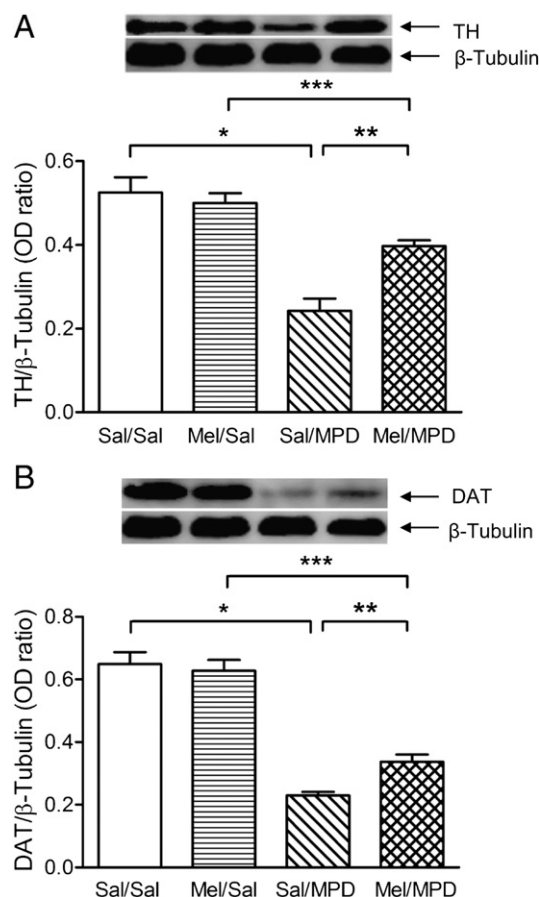 A
TH
β-Tubulin
***
*
**
TH/β-Tubulin (OD ratio)
0.6
0.4
0.2
0.0
Sal/Sal Mel/Sal Sal/MPD Mel/MPD
B
DAT
β-Tubulin
***
*
**
DAT/β-Tubulin (OD ratio)
0.8
0.6
0.4
0.2
0.0
Sal/Sal Mel/Sal Sal/MPD Mel/MPD